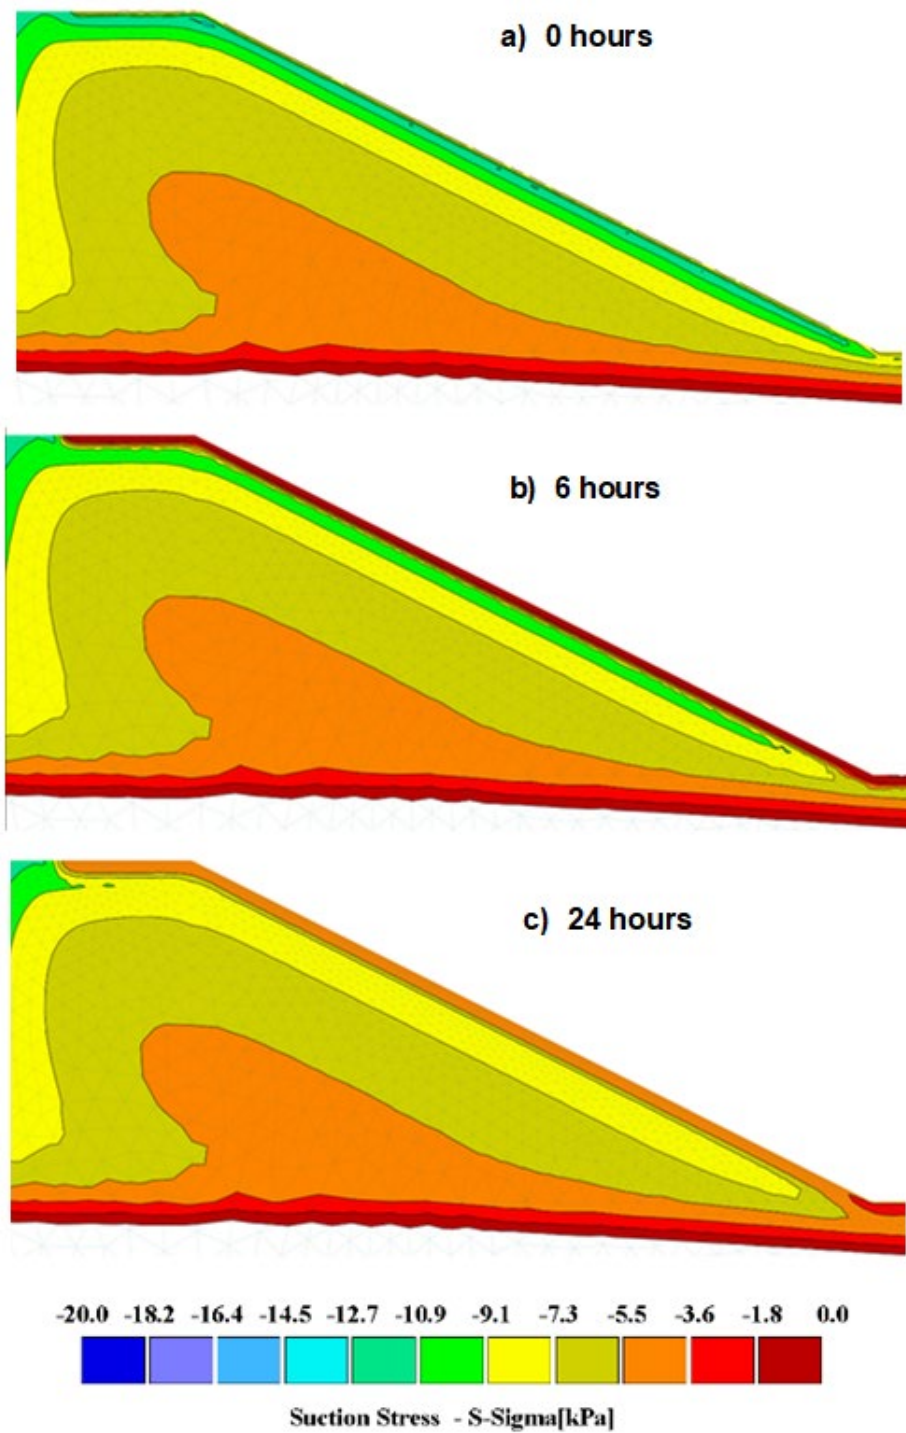 a) 0 hours
b) 6 hours
c) 24 hours
-20.0 -18.2 -16.4 -14.5 -12.7 -10.9 -9.1 -7.3 -5.5 -3.6 -1.8 0.0
Suction Stress - S-Sigma[kPa]